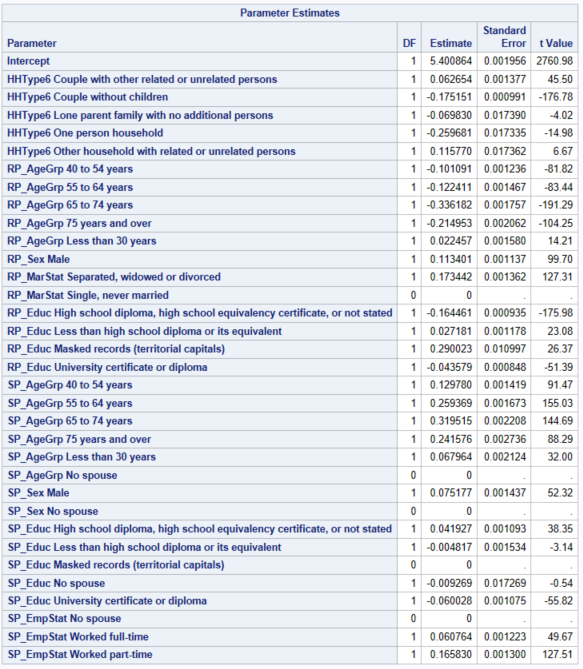 Parameter Estimates
Parameter DF Estimate Standard Error t Value
Intercept 1 5.400864 0.001956 2760.98
HHType6 Couple with other related or unrelated persons 1 0.062654 0.001377 45.50
HHType6 Couple without children 1 -0.175151 0.000991 -176.78
HHType6 Lone parent family with no additional persons 1 -0.069830 0.017390 -4.02
HHType6 One person household 1 -0.259681 0.017335 -14.98
HHType6 Other household with related or unrelated persons 1 0.115770 0.017362 6.67
RP_AgeGrp 40 to 54 years 1 -0.101091 0.001236 -81.82
RP_AgeGrp 55 to 64 years 1 -0.122411 0.001467 -83.44
RP_AgeGrp 65 to 74 years 1 -0.336182 0.001757 -191.29
RP_AgeGrp 75 years and over 1 -0.214953 0.002062 -104.25
RP_AgeGrp Less than 30 years 1 0.022457 0.001580 14.21
RP_Sex Male 1 0.113401 0.001137 99.70
RP_MarStat Separated, widowed or divorced 1 0.173442 0.001362 127.31
RP_MarStat Single, never married 0 0 . .
RP_Educ High school diploma, high school equivalency certificate, or not stated 1 -0.164461 0.000935 -175.98
RP_Educ Less than high school diploma or its equivalent 1 0.027181 0.001178 23.08
RP_Educ Masked records (territorial capitals) 1 0.290023 0.010997 26.37
RP_Educ University certificate or diploma 1 -0.043579 0.000848 -51.39
SP_AgeGrp 40 to 54 years 1 0.129780 0.001419 91.47
SP_AgeGrp 55 to 64 years 1 0.259369 0.001673 155.03
SP_AgeGrp 65 to 74 years 1 0.319515 0.002208 144.69
SP_AgeGrp 75 years and over 1 0.241576 0.002736 88.29
SP_AgeGrp Less than 30 years 1 0.067964 0.002124 32.00
SP_AgeGrp No spouse 0 0 . .
SP_Sex Male 1 0.075177 0.001437 52.32
SP_Sex No spouse 0 0 . .
SP_Educ High school diploma, high school equivalency certificate, or not stated 1 0.041927 0.001093 38.35
SP_Educ Less than high school diploma or its equivalent 1 -0.004817 0.001534 -3.14
SP_Educ Masked records (territorial capitals) 0 0 . .
SP_Educ No spouse 1 -0.009269 0.017269 -0.54
SP_Educ University certificate or diploma 1 -0.060028 0.001075 -55.82
SP_EmpStat No spouse 0 0 . .
SP_EmpStat Worked full-time 1 0.060764 0.001223 49.67
SP_EmpStat Worked part-time 1 0.165830 0.001300 127.51